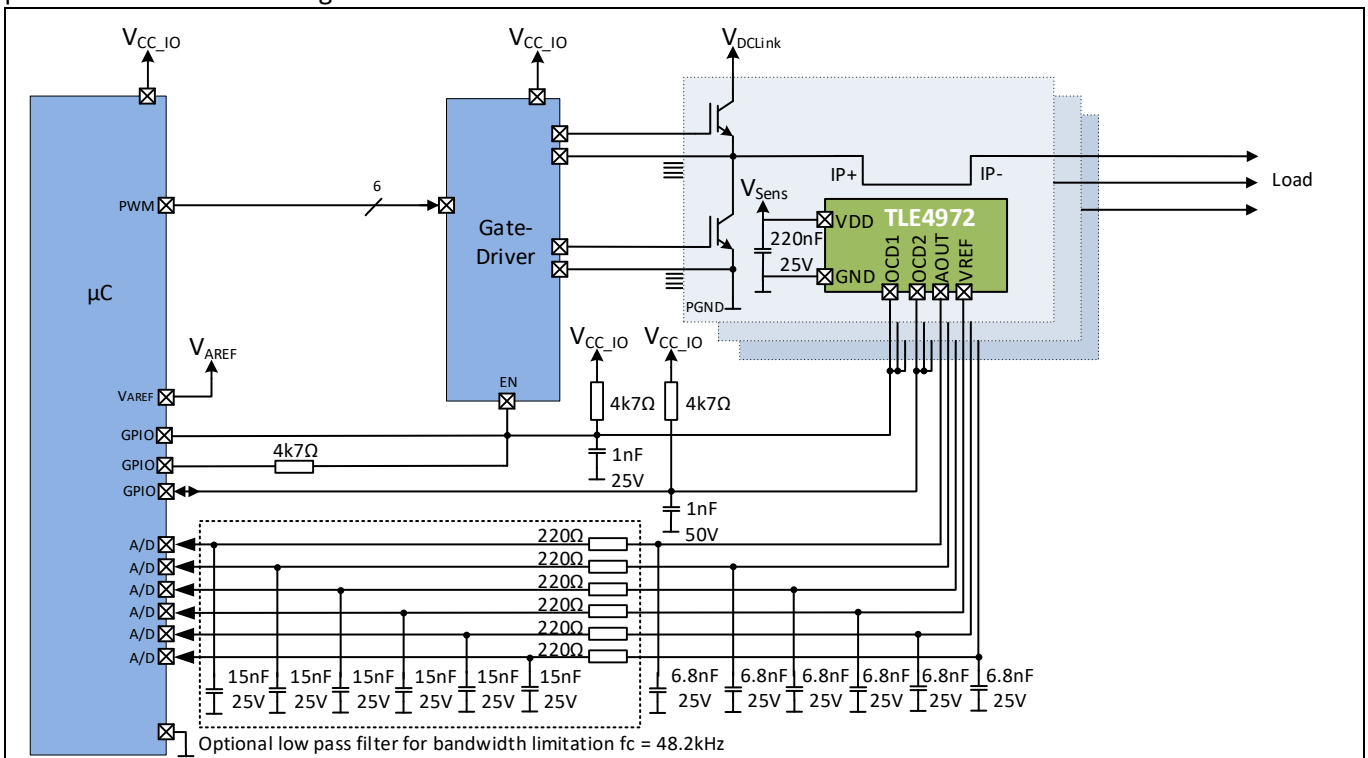 V_CC_IO
V_CC_IO
V_DCLink
6
PWM
Gate-
Driver
µC
IP+
IP-
Load
V_Sens
VDD
TLE4972
220nF
25V
GND
OCD1
OCD2
AOUT
VREF
PGND
V_AREF
V_CC_IO
V_CC_IO
EN
VAREF
4k7Ω
4k7Ω
GPIO
4k7Ω
GPIO
1nF
25V
GPIO
1nF
50V
A/D
220Ω
A/D
220Ω
A/D
220Ω
A/D
220Ω
A/D
220Ω
A/D
220Ω
15nF 15nF 15nF 15nF 15nF 15nF 6.8nF 6.8nF 6.8nF 6.8nF 6.8nF 6.8nF
25V 25V 25V 25V 25V 25V 25V 25V 25V 25V 25V 25V
Optional low pass filter for bandwidth limitation fc = 48.2kHz